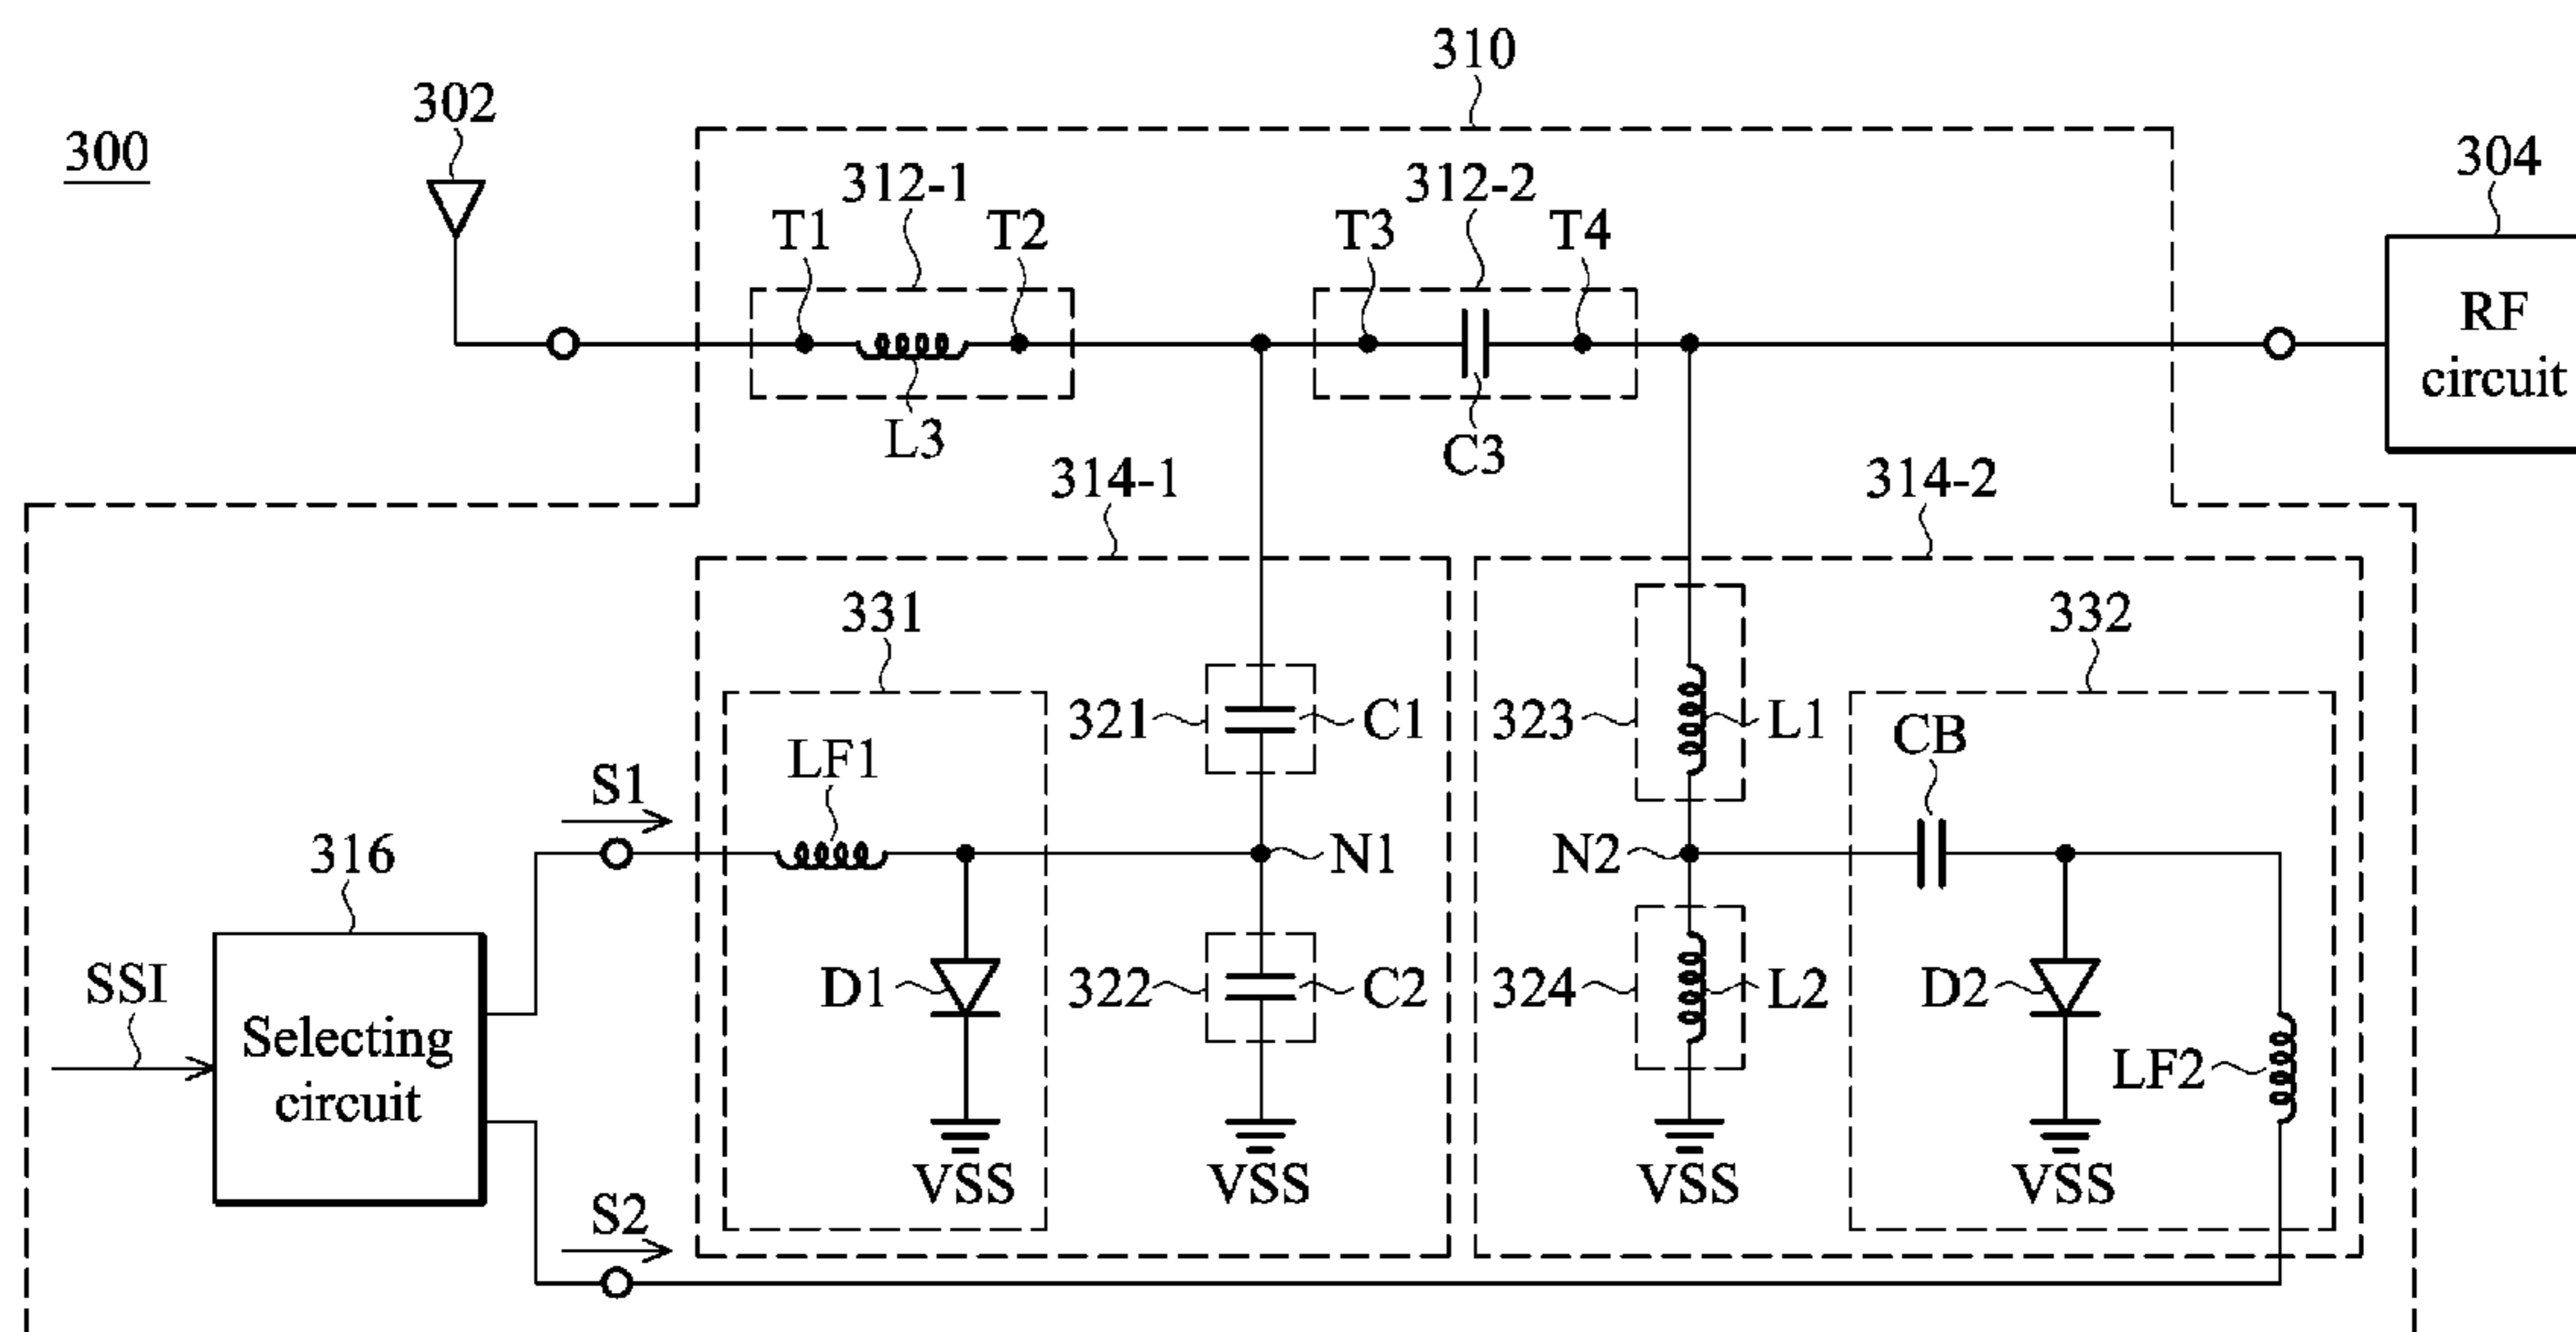 310
302
300
304
312-1
312-2
T1
T2
T3
T4
RF
circuit
L3
C3
314-1
314-2
331
332
321
C1
323
L1
CB
LF1
S1
316
N1
N2
SSI
Selecting
circuit
D1
322
C2
324
L2
D2
LF2
VSS
VSS
VSS
VSS
S2